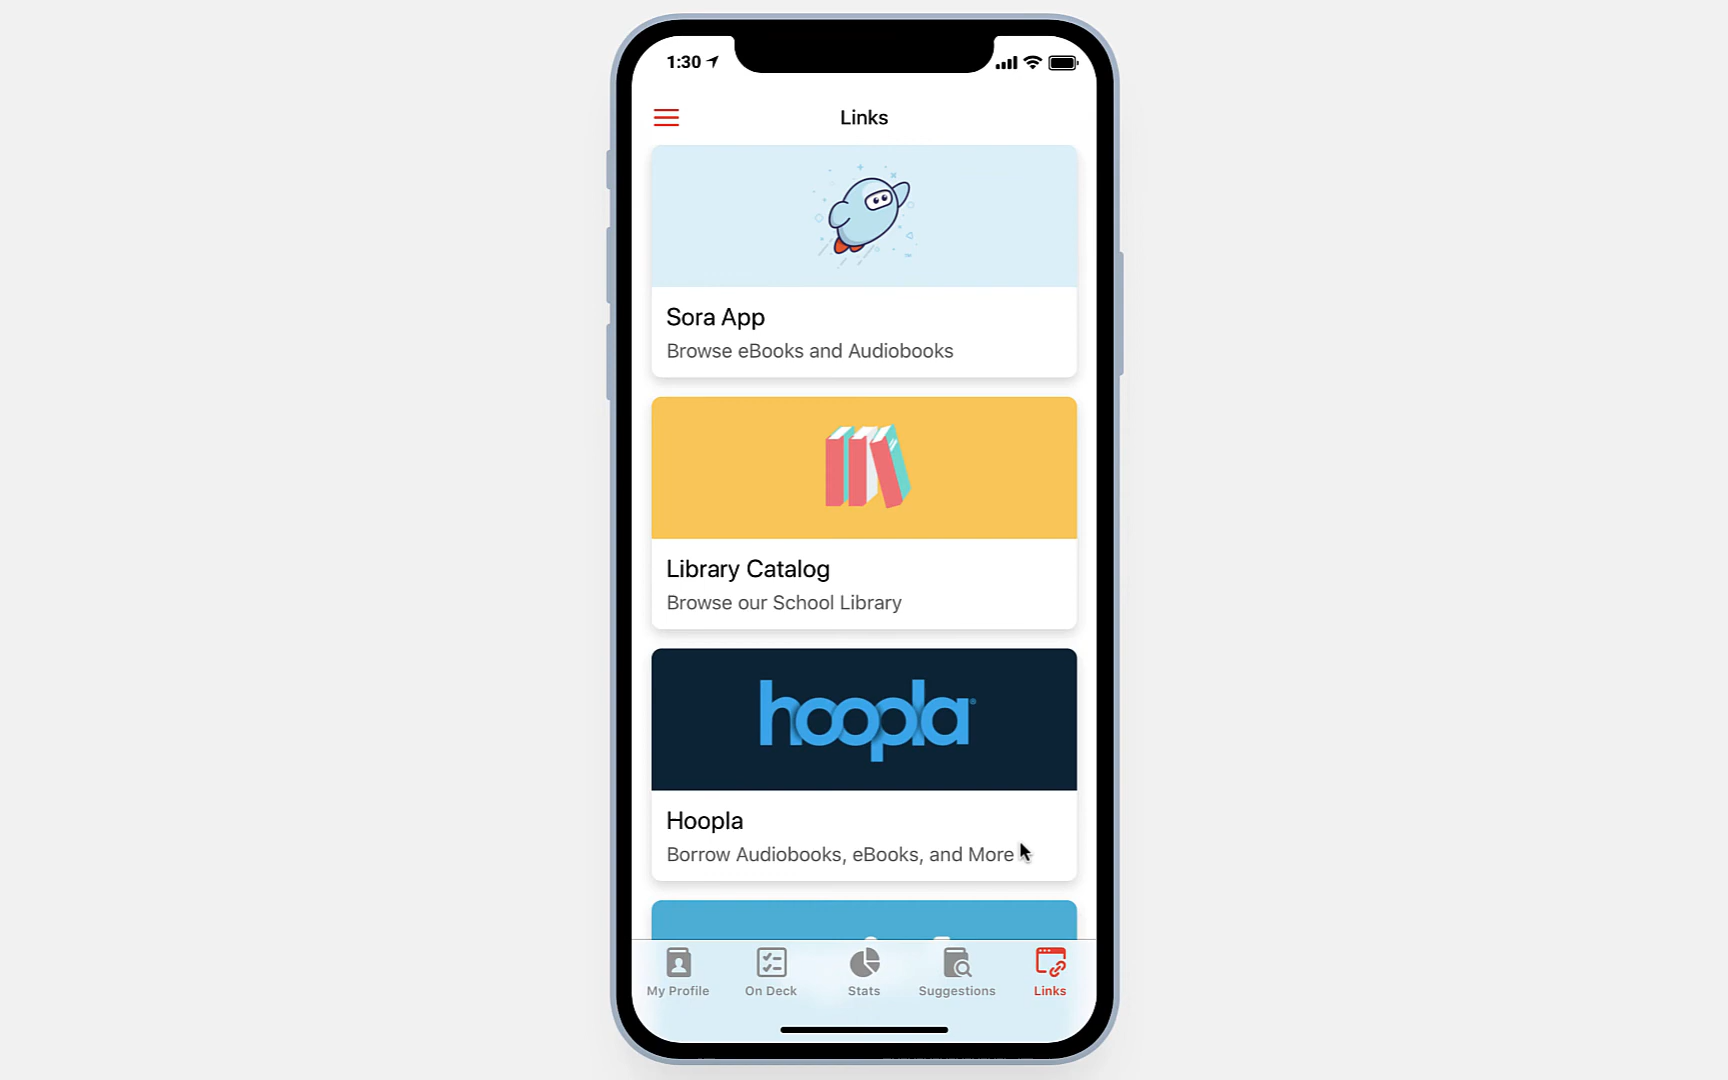 1:30
Links
Sora App
Browse eBooks and Audiobooks
Library Catalog
Browse our School Library
hoopla
Hoopla
Borrow Audiobooks, eBooks, and More
My Profile
On Deck
Stats
Suggestions
Links